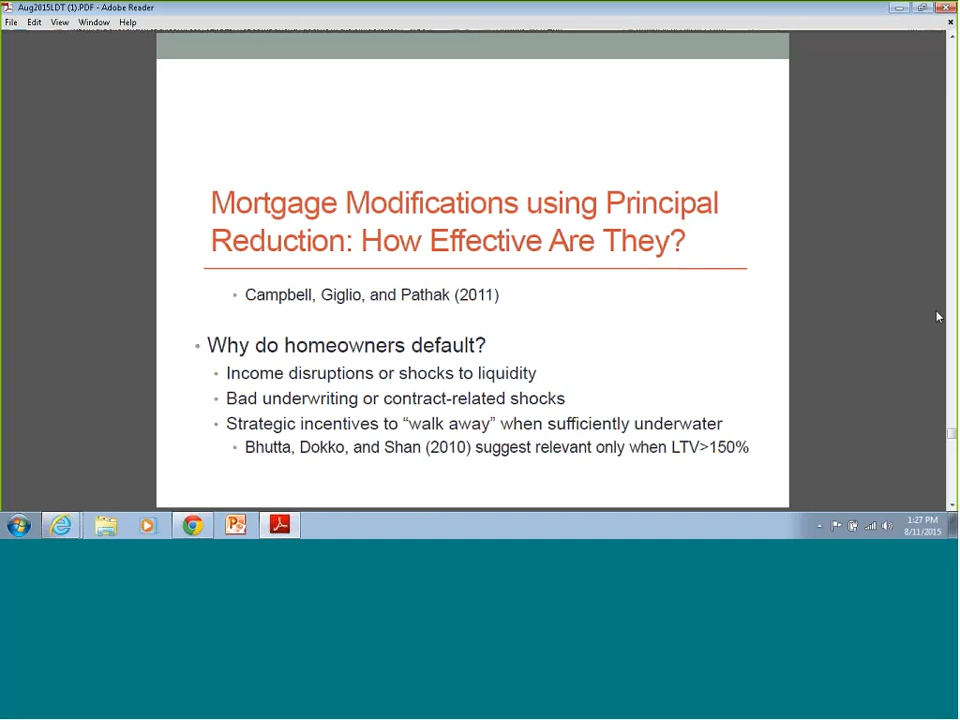 Aug2015LDT (1).PDF - Adobe Reader
File Edit View Window Help
Mortgage Modifications using Principal
Reduction: How Effective Are They?
• Campbell, Giglio, and Pathak (2011)
• Why do homeowners default?
• Income disruptions or shocks to liquidity
• Bad underwriting or contract-related shocks
• Strategic incentives to “walk away” when sufficiently underwater
• Bhutta, Dokko, and Shan (2010) suggest relevant only when LTV>150%
1:27 PM
8/11/2015